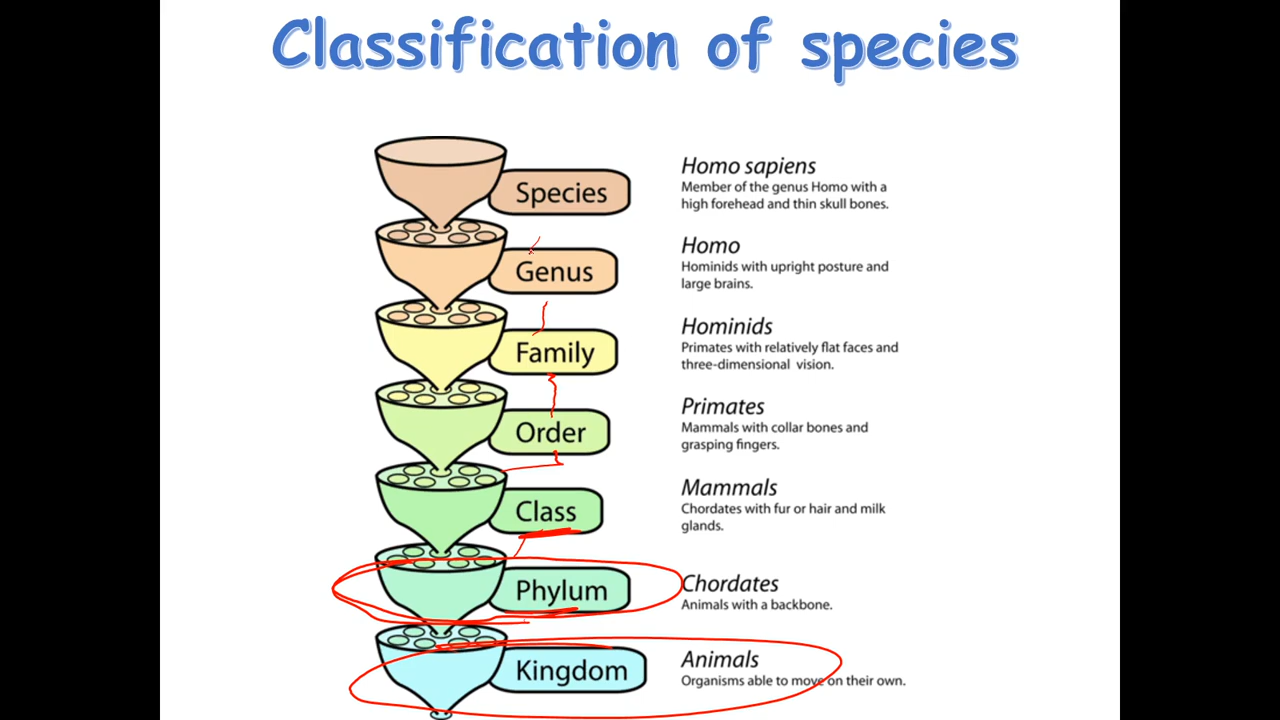 Classification of species
Species
Homo sapiens
Member of the genus Homo with a
high forehead and thin skull bones.
Genus
Homo
Hominids with upright posture and
large brains.
Family
Hominids
Primates with relatively flat faces and
three-dimensional vision.
Order
Primates
Mammals with collar bones and
grasping fingers.
Class
Mammals
Chordates with fur or hair and milk
glands.
Phylum
Chordates
Animals with a backbone.
Kingdom
Animals
Organisms able to move on their own.